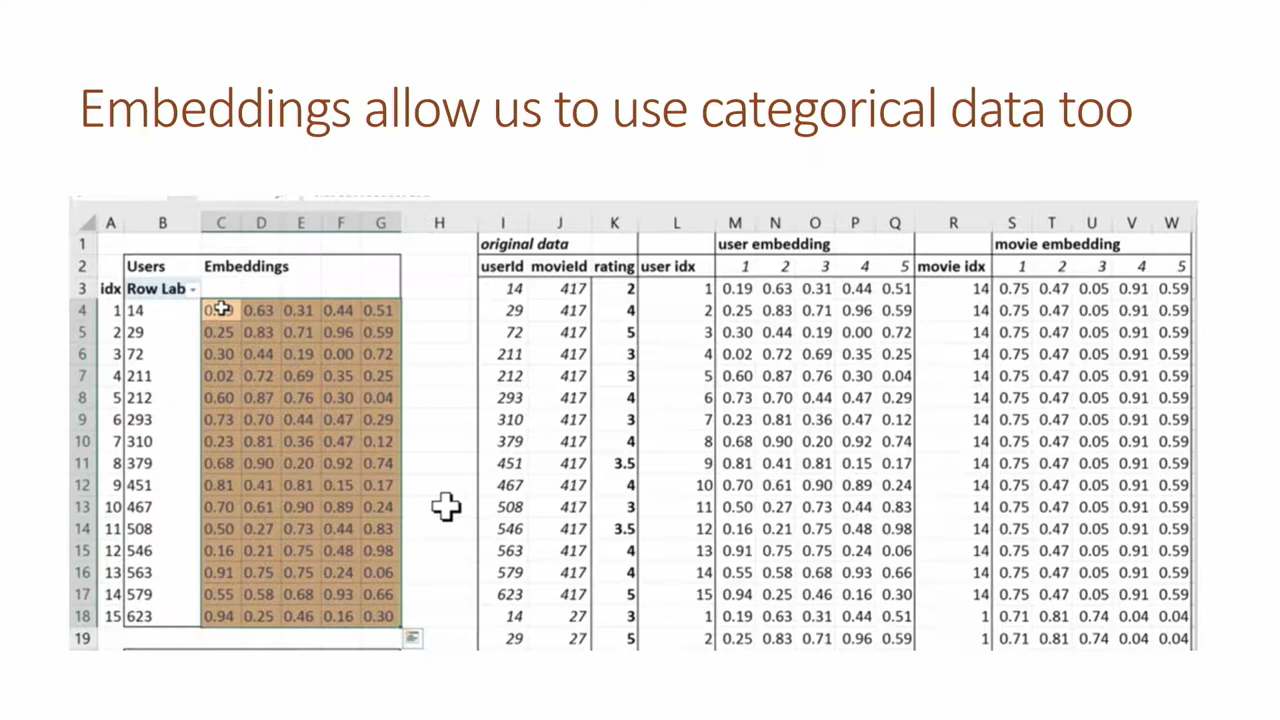 Embeddings allow us to use categorical data too
A B C D E F G H I J K L M N O P Q R S T U V W
1 original data user embedding movie embedding
2 Users Embeddings userId movieId rating user idx 1 2 3 4 5 movie idx 1 2 3 4 5
3 idx Row Lab 14 417 2 1 0.19 0.63 0.31 0.44 0.51 14 0.75 0.47 0.05 0.91 0.59
4 1 14 0.63 0.31 0.44 0.51 29 417 4 2 0.25 0.83 0.71 0.96 0.59 14 0.75 0.47 0.05 0.91 0.59
5 2 29 0.25 0.83 0.71 0.96 0.59 72 417 5 3 0.30 0.44 0.19 0.00 0.72 14 0.75 0.47 0.05 0.91 0.59
6 3 72 0.30 0.44 0.19 0.00 0.72 211 417 3 4 0.02 0.72 0.69 0.35 0.25 14 0.75 0.47 0.05 0.91 0.59
7 4 211 0.02 0.72 0.69 0.35 0.25 212 417 3 5 0.60 0.87 0.76 0.30 0.04 14 0.75 0.47 0.05 0.91 0.59
8 5 212 0.60 0.87 0.76 0.30 0.04 293 417 4 6 0.73 0.70 0.44 0.47 0.29 14 0.75 0.47 0.05 0.91 0.59
9 6 293 0.73 0.70 0.44 0.47 0.29 310 417 3 7 0.23 0.81 0.36 0.47 0.12 14 0.75 0.47 0.05 0.91 0.59
10 7 310 0.23 0.81 0.36 0.47 0.12 379 417 4 8 0.68 0.90 0.20 0.92 0.74 14 0.75 0.47 0.05 0.91 0.59
11 8 379 0.68 0.90 0.20 0.92 0.74 451 417 3.5 9 0.81 0.41 0.81 0.15 0.17 14 0.75 0.47 0.05 0.91 0.59
12 9 451 0.81 0.41 0.81 0.15 0.17 467 417 4 10 0.70 0.61 0.90 0.89 0.24 14 0.75 0.47 0.05 0.91 0.59
13 10 467 0.70 0.61 0.90 0.89 0.24 508 417 3 11 0.50 0.27 0.73 0.44 0.83 14 0.75 0.47 0.05 0.91 0.59
14 11 508 0.50 0.27 0.73 0.44 0.83 546 417 3.5 12 0.16 0.21 0.75 0.48 0.98 14 0.75 0.47 0.05 0.91 0.59
15 12 546 0.16 0.21 0.75 0.48 0.98 563 417 4 13 0.91 0.75 0.75 0.24 0.06 14 0.75 0.47 0.05 0.91 0.59
16 13 563 0.91 0.75 0.75 0.24 0.06 579 417 4 14 0.55 0.58 0.68 0.93 0.66 14 0.75 0.47 0.05 0.91 0.59
17 14 579 0.55 0.58 0.68 0.93 0.66 623 417 5 15 0.94 0.25 0.46 0.16 0.30 14 0.75 0.47 0.05 0.91 0.59
18 15 623 0.94 0.25 0.46 0.16 0.30 14 27 3 1 0.19 0.63 0.31 0.44 0.51 1 0.71 0.81 0.74 0.04 0.04
19 29 27 5 2 0.25 0.83 0.71 0.96 0.59 1 0.71 0.81 0.74 0.04 0.04